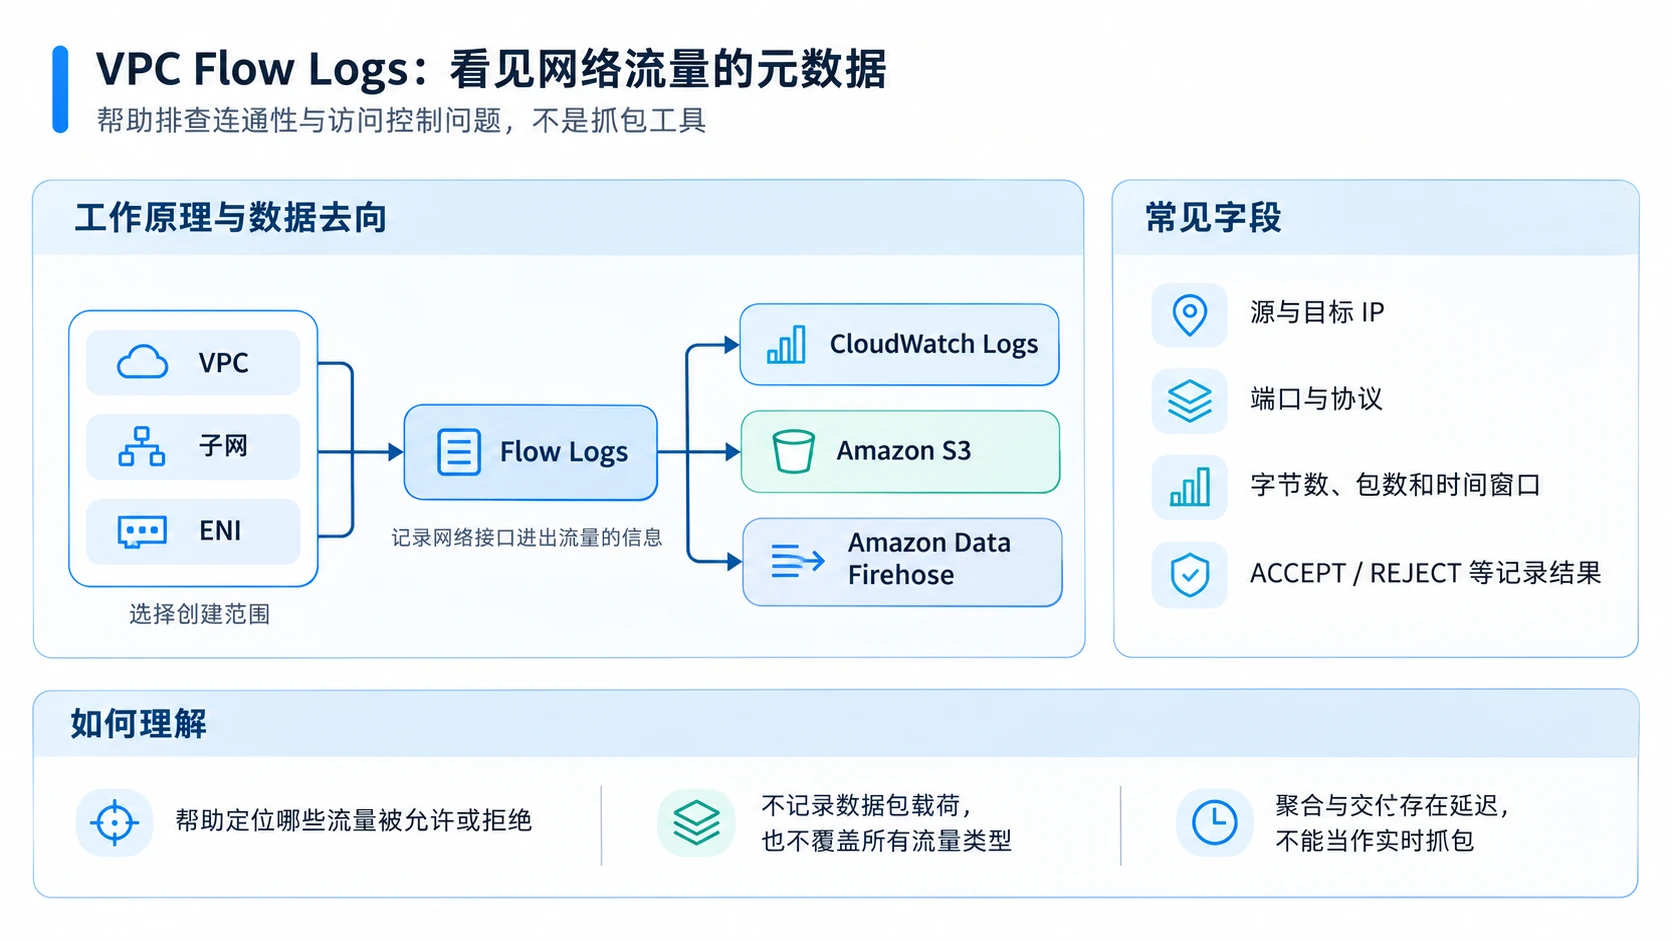 VPC Flow Logs：看见网络流量的元数据
帮助排查连通性与访问控制问题，不是抓包工具
工作原理与数据去向
VPC
子网
ENI
选择创建范围
Flow Logs
记录网络接口进出流量的信息
CloudWatch Logs
Amazon S3
Amazon Data
Firehose
常见字段
源与目标 IP
端口与协议
字节数、包数和时间窗口
ACCEPT / REJECT 等记录结果
如何理解
帮助定位哪些流量被允许或拒绝
不记录数据包载荷，
也不覆盖所有流量类型
聚合与交付存在延迟，
不能当作实时抓包